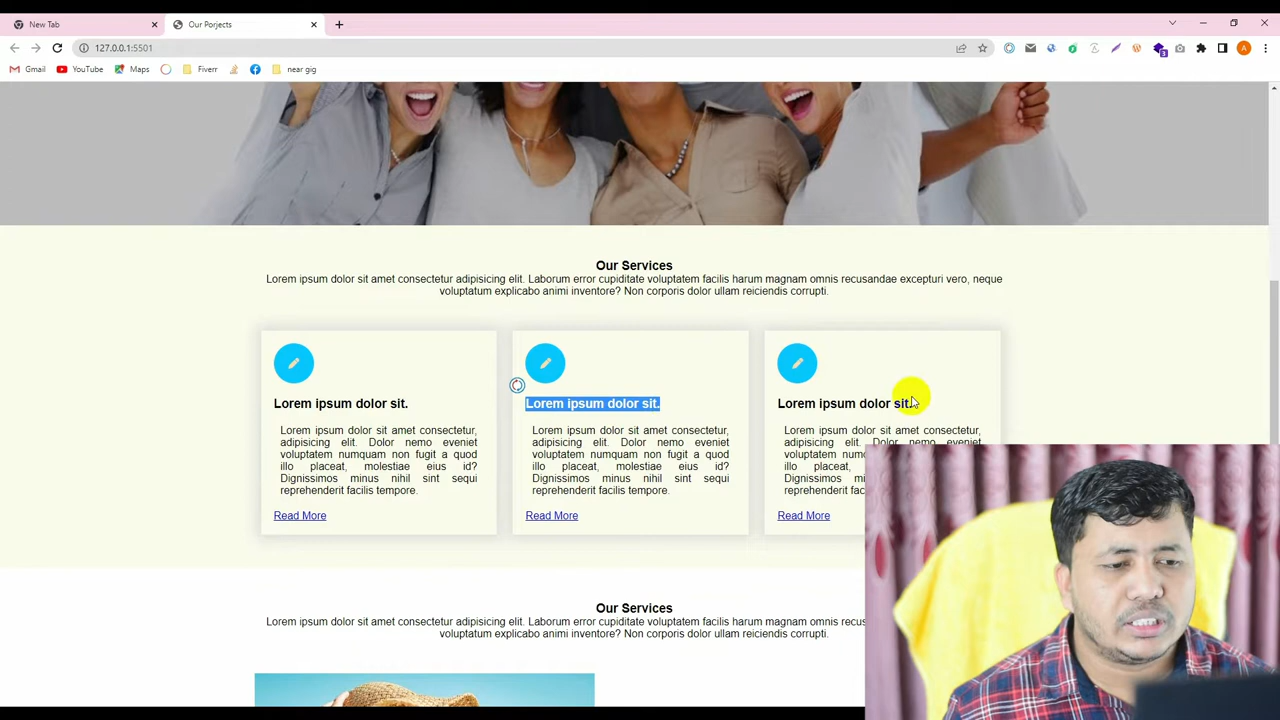 New Tab
Our Porjects
127.0.0.1:5501
3
A
Gmail
YouTube
Maps
Fiverr
near gig
Our Services
Lorem ipsum dolor sit amet consectetur adipisicing elit. Laborum error cupiditate voluptatem facilis harum magnam omnis recusandae excepturi vero, neque
voluptatum explicabo animi inventore? Non corporis dolor ullam reiciendis corrupti.
Lorem ipsum dolor sit.
Lorem ipsum dolor sit amet consectetur,
adipisicing elit. Dolor nemo eveniet
voluptatem numquam non fugit a quod
illo placeat, molestiae eius id?
Dignissimos minus nihil sint sequi
reprehenderit facilis tempore.
Read More
Lorem ipsum dolor sit.
Lorem ipsum dolor sit amet consectetur,
adipisicing elit. Dolor nemo eveniet
voluptatem numquam non fugit a quod
illo placeat, molestiae eius id?
Dignissimos minus nihil sint sequi
reprehenderit facilis tempore.
Read More
Lorem ipsum dolor sit.
Lorem ipsum dolor sit amet consectetur,
adipisicing elit. Dolor nemo eveniet
voluptatem
illo placeat,
Dignissimos
reprehenderit
Read More
Our Services
Lorem ipsum dolor sit amet consectetur adipisicing elit. Laborum error cupiditate voluptatem facilis harum magnam omnis
voluptatum explicabo animi inventore? Non corporis dolor ullam reiciendis corrupti.